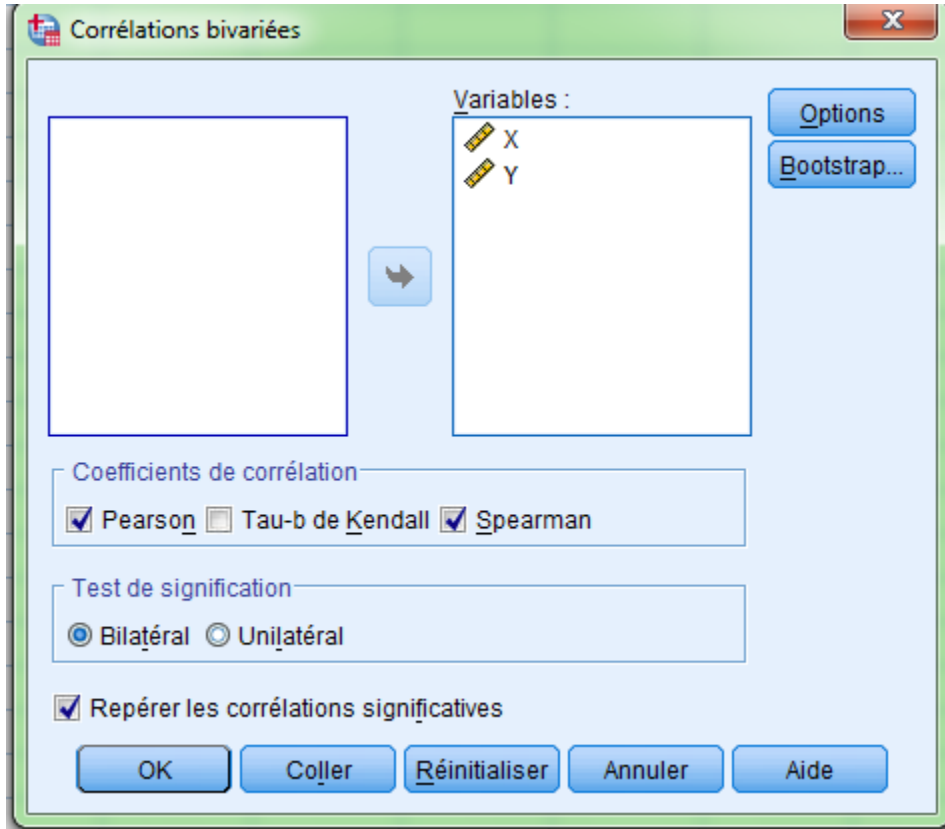 Corrélations bivariées
Variables :
X
Y
Options
Bootstrap...
Coefficients de corrélation
Pearson Tau-b de Kendall Spearman
Test de signification
Bilatéral Unilatéral
Repérer les corrélations significatives
OK Coller Réinitialiser Annuler Aide